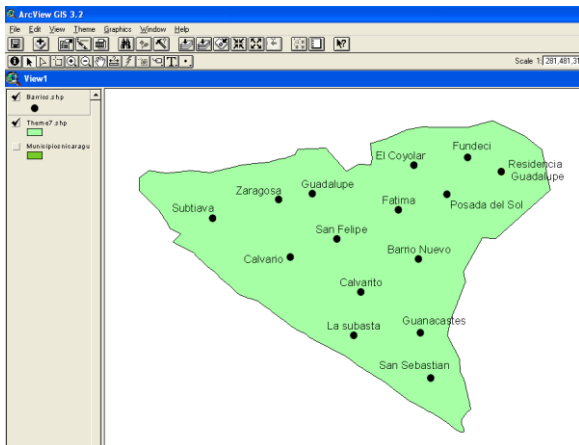 ArcView GIS 3.2
File Edit View Theme Graphics Window Help
Scale 1: 281,481,31
View1
Barrios.shp
Theme7.shp
Municipiosnicaragu
Fundeci
El Coyolar
Residencia
Guadalupe
Zaragosa
Guadalupe
Fatima
Posada del Sol
Subtiava
San Felipe
Calvario
Barrio Nuevo
Calvarito
La subasta
Guanacastes
San Sebastian